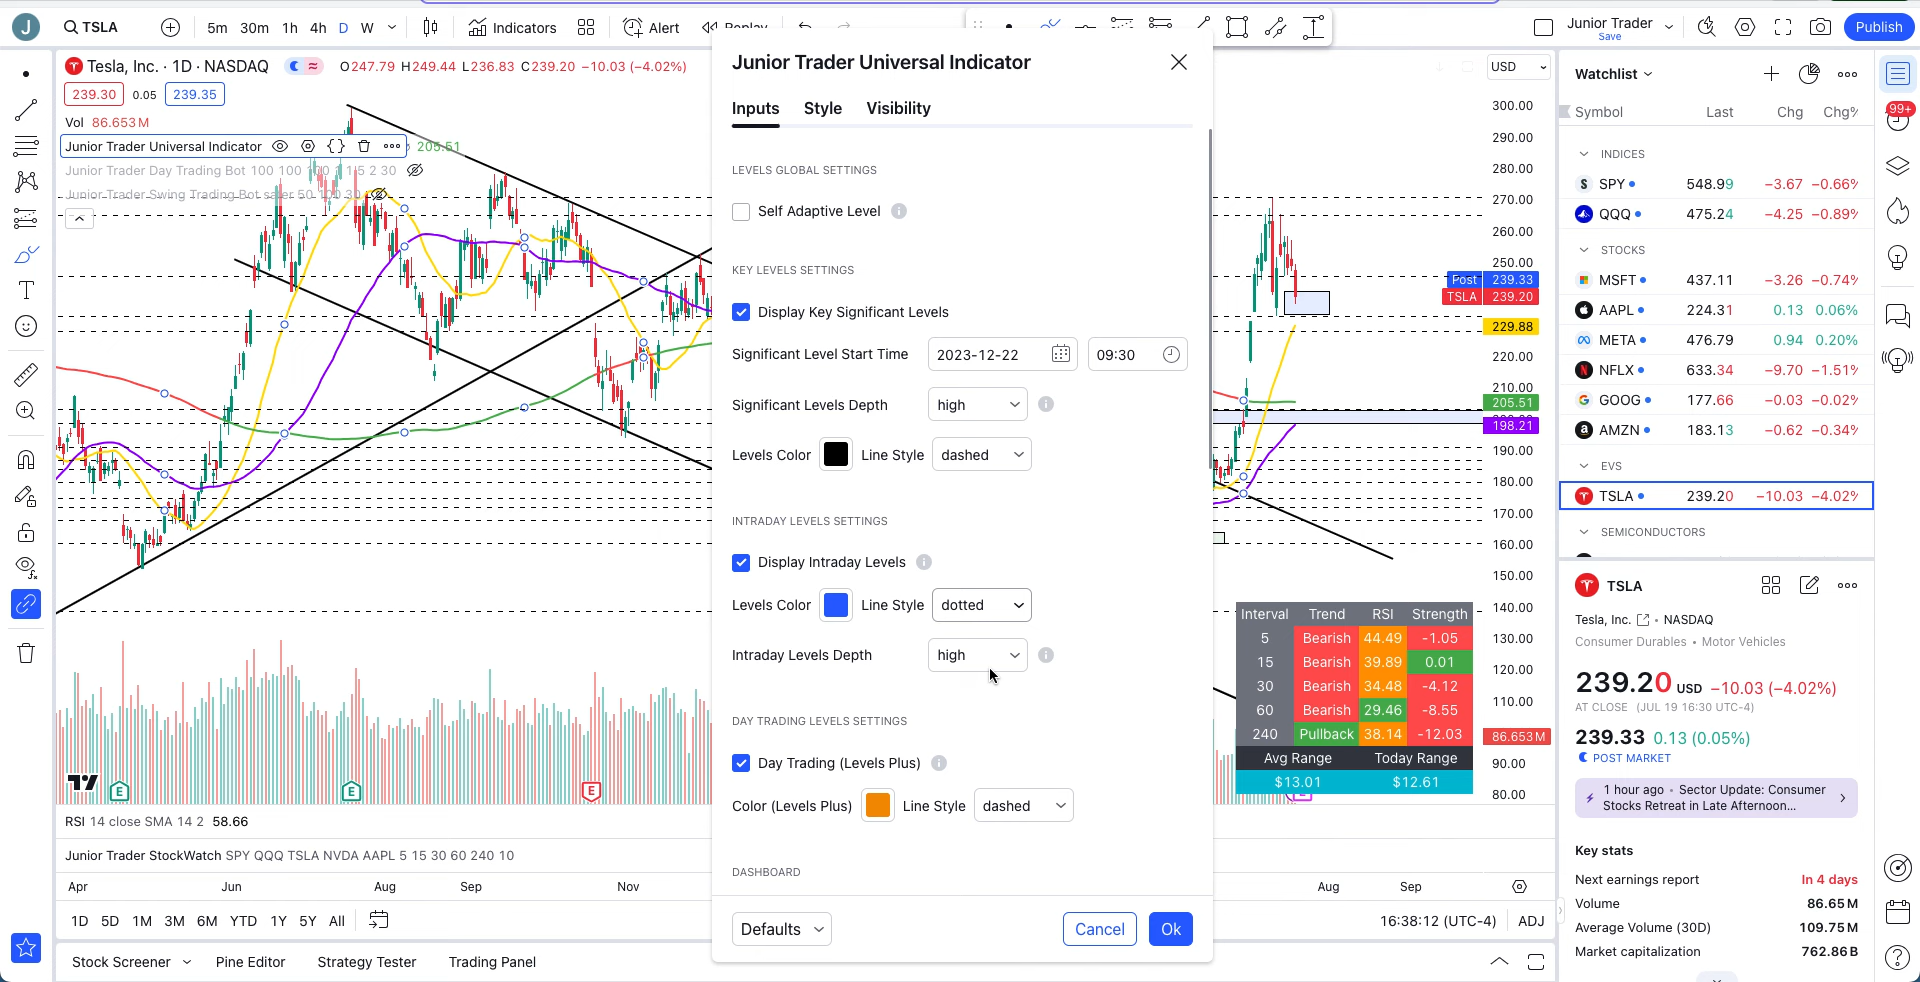 J
TSLA
5m 30m 1h 4h D W
Indicators
Alert
Replay
Junior Trader
Save
Publish
Tesla, Inc. · 1D · NASDAQ
O247.79 H249.44 L236.83 C239.20 −10.03 (−4.02%)
239.30 0.05 239.35
Vol 86.653M
Junior Trader Universal Indicator
205.51
Junior Trader Day Trading Bot 100 100 100 1 1.5 2 30
Junior Trader Swing Trading Bot safer 50 100 30
Junior Trader Universal Indicator
Inputs Style Visibility
LEVELS GLOBAL SETTINGS
Self Adaptive Level
KEY LEVELS SETTINGS
Display Key Significant Levels
Significant Level Start Time 2023-12-22 09:30
Significant Levels Depth high
Levels Color Line Style dashed
INTRADAY LEVELS SETTINGS
Display Intraday Levels
Levels Color Line Style dotted
Intraday Levels Depth high
DAY TRADING LEVELS SETTINGS
Day Trading (Levels Plus)
Color (Levels Plus) Line Style dashed
DASHBOARD
Defaults Cancel Ok
USD
300.00
290.00
280.00
270.00
260.00
250.00
Post 239.33
TSLA 239.20
229.88
220.00
210.00
205.51
198.21
190.00
180.00
170.00
160.00
150.00
140.00
130.00
120.00
110.00
86.653M
90.00
80.00
Interval Trend RSI Strength
5 Bearish 44.49 -1.05
15 Bearish 39.89 0.01
30 Bearish 34.48 -4.12
60 Bearish 29.46 -8.55
240 Pullback 38.14 -12.03
Avg Range Today Range
$13.01 $12.61
E E E
RSI 14 close SMA 14 2 58.66
Junior Trader StockWatch SPY QQQ TSLA NVDA AAPL 5 15 30 60 240 10
Apr Jun Aug Sep Nov Aug Sep
1D 5D 1M 3M 6M YTD 1Y 5Y All
16:38:12 (UTC-4) ADJ
Stock Screener Pine Editor Strategy Tester Trading Panel
Watchlist
Symbol Last Chg Chg%
INDICES
SPY 548.99 −3.67 −0.66%
QQQ 475.24 −4.25 −0.89%
STOCKS
MSFT 437.11 −3.26 −0.74%
AAPL 224.31 0.13 0.06%
META 476.79 0.94 0.20%
NFLX 633.34 −9.70 −1.51%
GOOG 177.66 −0.03 −0.02%
AMZN 183.13 −0.62 −0.34%
EVS
TSLA 239.20 −10.03 −4.02%
SEMICONDUCTORS
TSLA
Tesla, Inc. • NASDAQ
Consumer Durables • Motor Vehicles
239.20 USD −10.03 (−4.02%)
AT CLOSE (JUL 19 16:30 UTC-4)
239.33 0.13 (0.05%)
POST MARKET
1 hour ago • Sector Update: Consumer
Stocks Retreat in Late Afternoon...
Key stats
Next earnings report In 4 days
Volume 86.65M
Average Volume (30D) 109.75M
Market capitalization 762.86B
99+